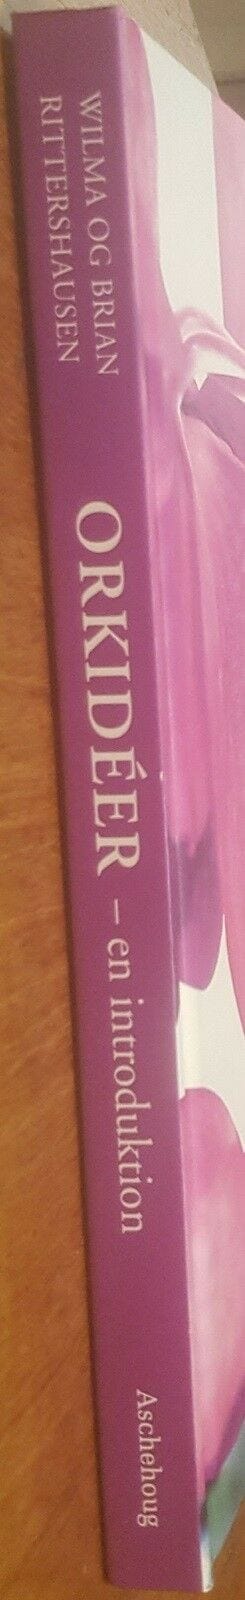 WILMA OG BRIAN
RITTERSHAUSEN
ORKIDÉER – en introduktion
Aschehoug